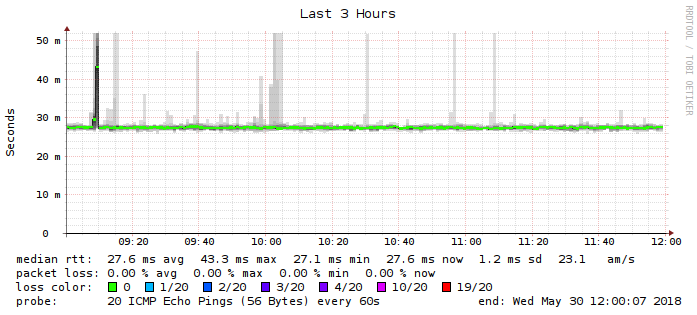 Last 3 Hours
RRDTOOL / TOBI OETIKER
Seconds
50 m
40 m
30 m
20 m
10 m
0
09:20 09:40 10:00 10:20 10:40 11:00 11:20 11:40 12:00
median rtt: 27.6 ms avg 43.3 ms max 27.1 ms min 27.6 ms now 1.2 ms sd 23.1 am/s
packet loss: 0.00 % avg 0.00 % max 0.00 % min 0.00 % now
loss color: 0 1/20 2/20 3/20 4/20 10/20 19/20
probe: 20 ICMP Echo Pings (56 Bytes) every 60s end: Wed May 30 12:00:07 2018